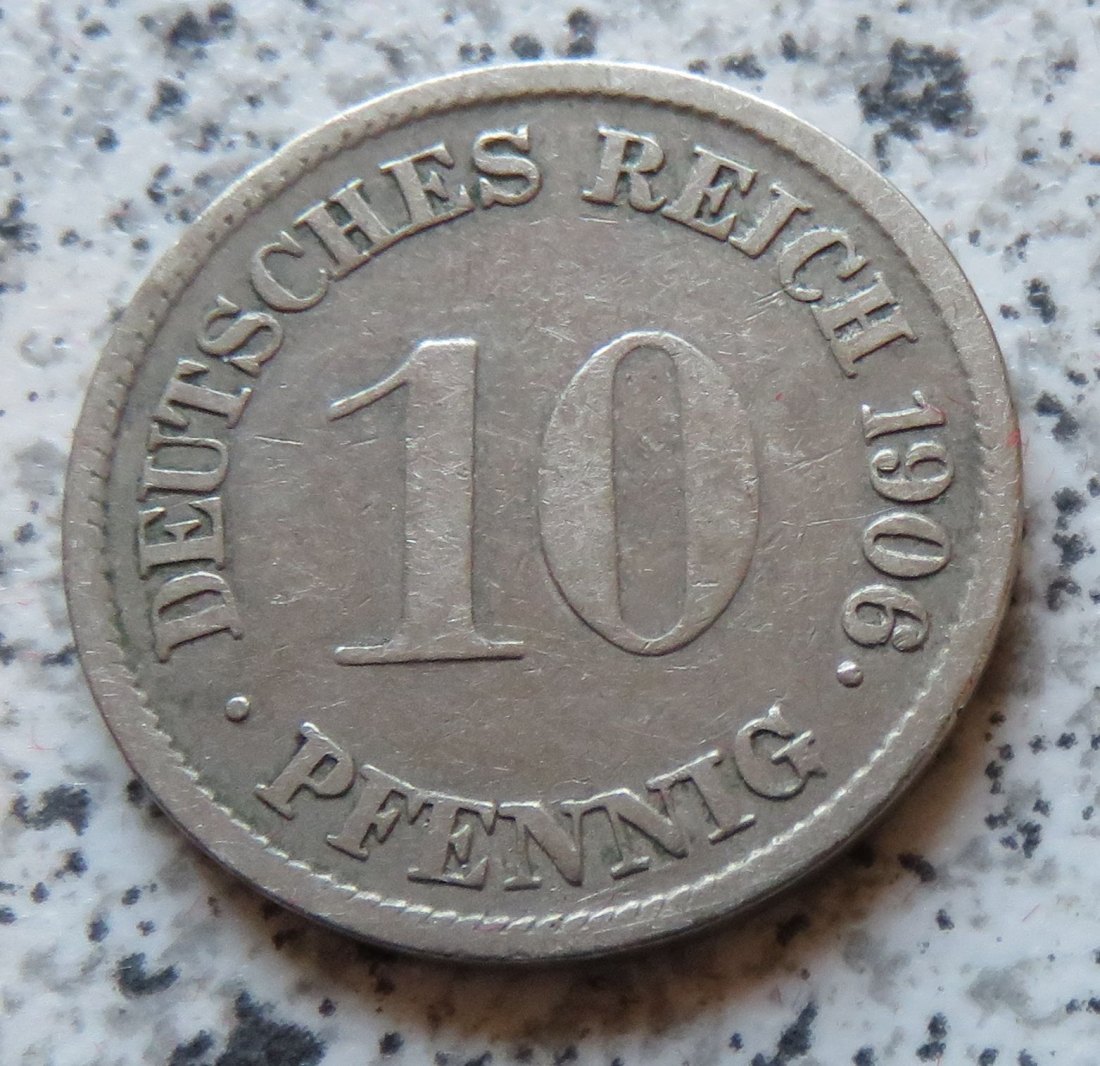 DEUTSCHES REICH 1906.
10
· PFENNIG